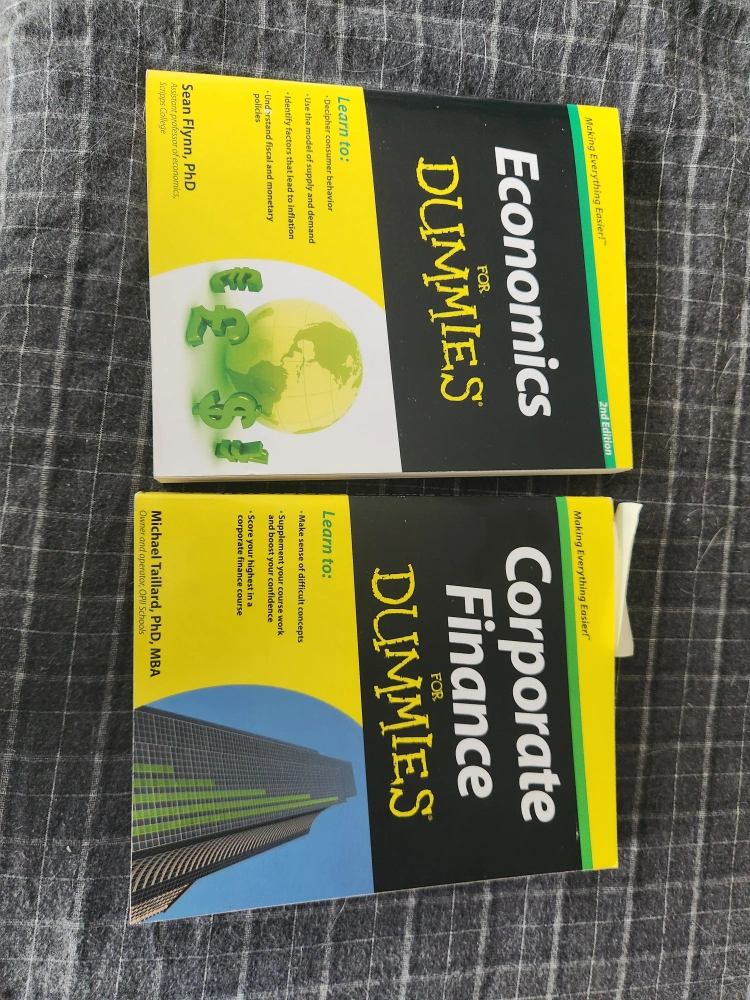 Making Everything Easier!™
2nd Edition
Economics
FOR
DUMMIES®
Learn to:
• Decipher consumer behavior
• Use the model of supply and demand
• Identify factors that lead to inflation
• Understand fiscal and monetary
policies
Sean Flynn, PhD
Assistant professor of economics,
Scripps College
Making Everything Easier!™
Corporate
Finance
FOR
DUMMIES®
Learn to:
• Make sense of difficult concepts
• Supplement your course work
and boost your confidence
• Score your highest in a
corporate finance course
Michael Taillard, PhD, MBA
Owner and operator, OPIJ Schools